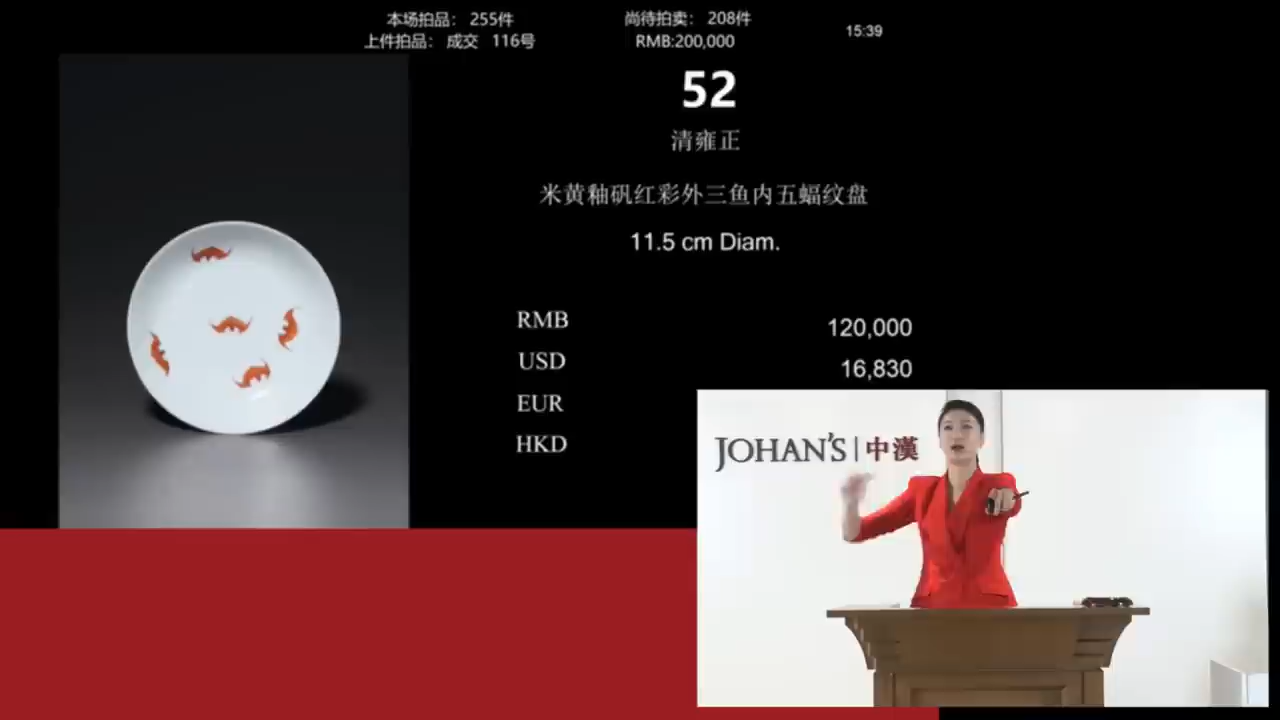 本场拍品： 255件
尚待拍卖： 208件
上件拍品： 成交 116号
RMB:200,000
15:39
52
清雍正
米黄釉矾红彩外三鱼内五蝠纹盘
11.5 cm Diam.
RMB 120,000
USD 16,830
EUR
HKD
JOHAN'S | 中漢